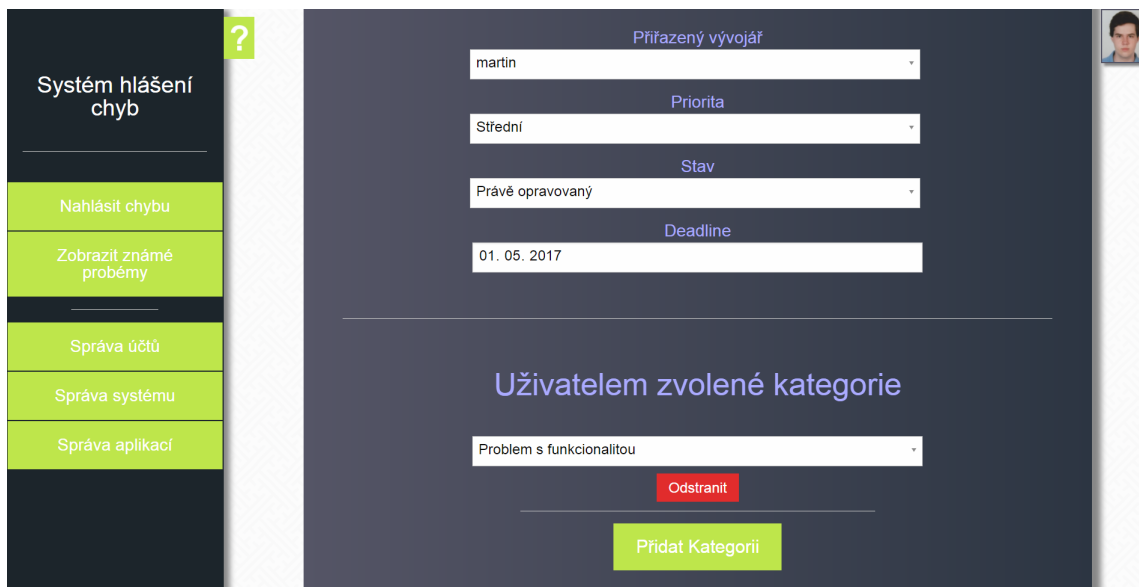 Systém hlášení
chyb
Nahlásit chybu
Zobrazit známé
probémy
Správa účtů
Správa systému
Správa aplikací
?
Přiřazený vývojář
martin
Priorita
Střední
Stav
Právě opravovaný
Deadline
01. 05. 2017
Uživatelem zvolené kategorie
Problem s funkcionalitou
Odstranit
Přidat Kategorii